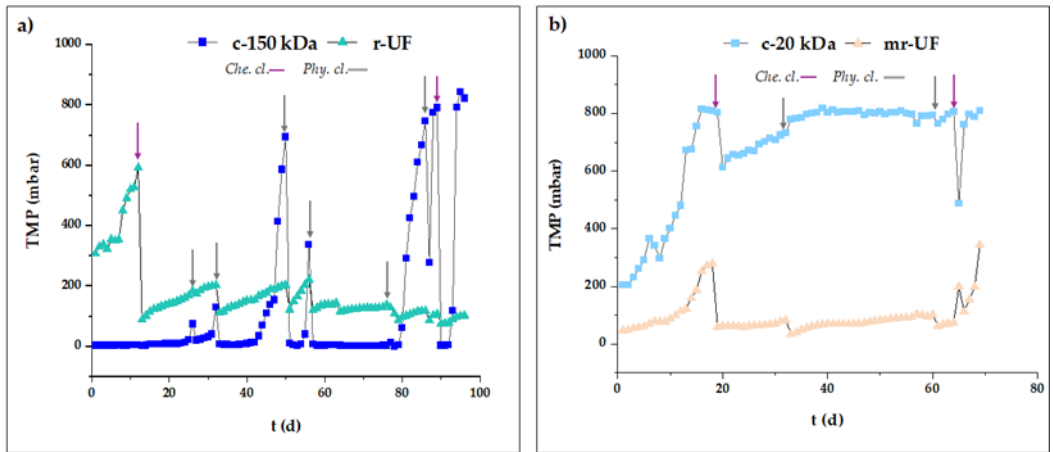 a)
c-150 kDa r-UF
Che. cl. Phy. cl.
1000
800
600
400
200
0
TMP (mbar)
0 20 40 60 80 100
t (d)
b)
c-20 kDa mr-UF
Che. cl. Phy. cl.
1000
800
600
400
200
0
TMP (mbar)
0 20 40 60 80
t (d)